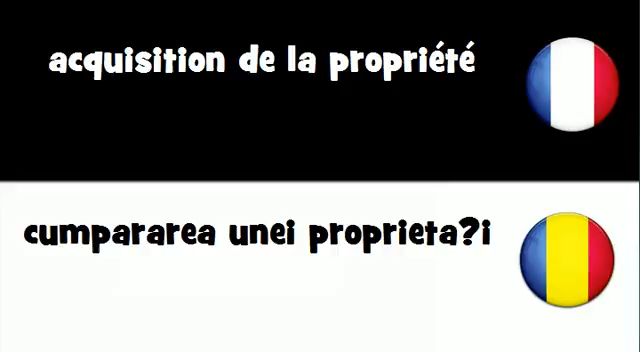 acquisition de la propriété
cumpararea unei proprieta?i